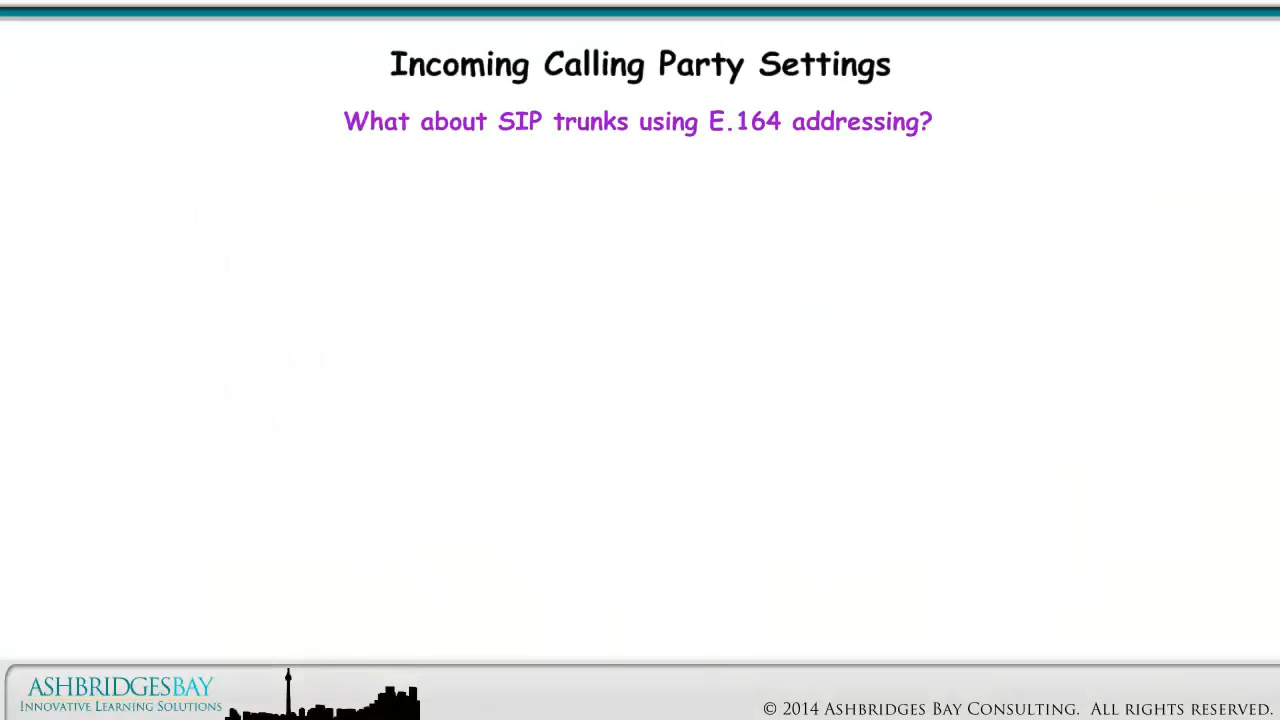 Incoming Calling Party Settings
What about SIP trunks using E.164 addressing?
ASHBRIDGESBAY
INNOVATIVE LEARNING SOLUTIONS
© 2014 ASHBRIDGES BAY CONSULTING. ALL RIGHTS RESERVED.